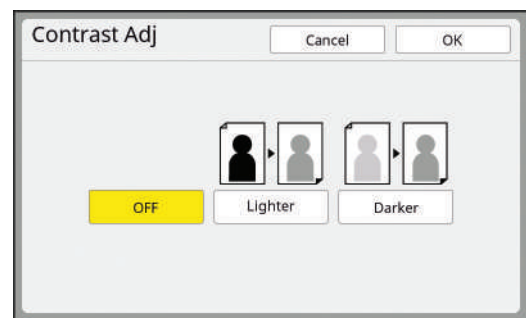 Contrast Adj
Cancel
OK
OFF
Lighter
Darker